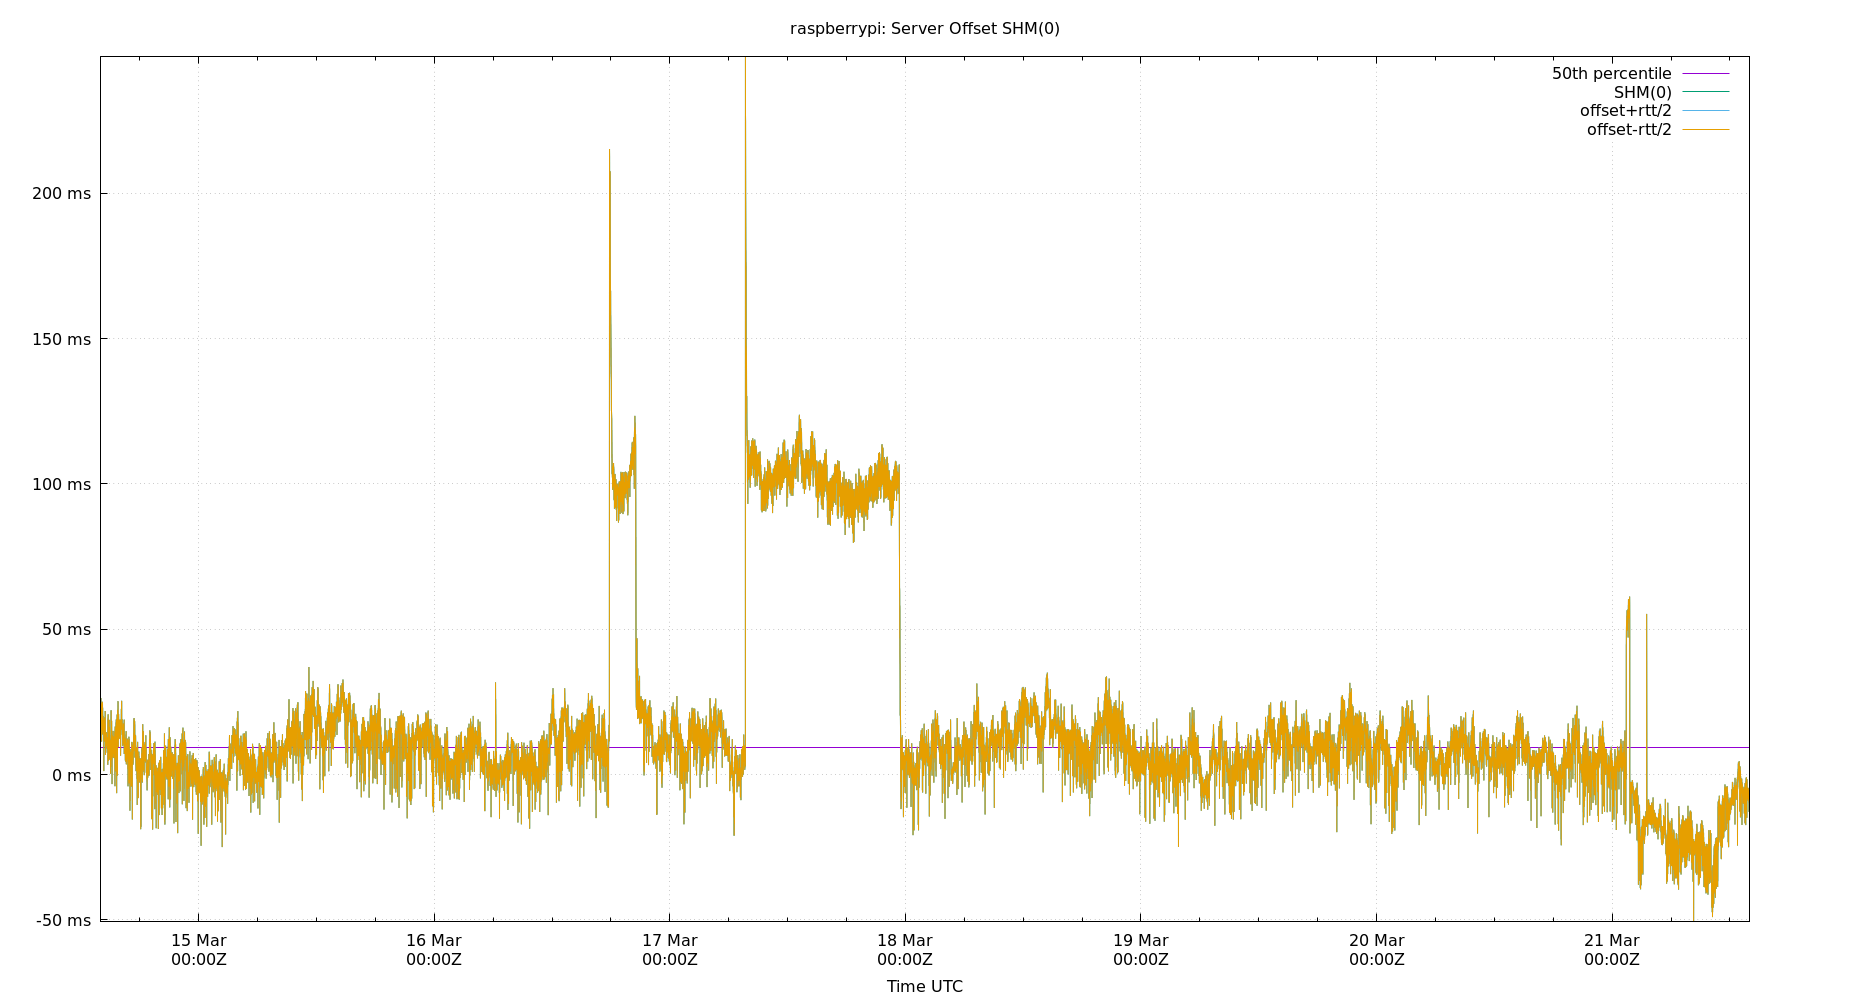 raspberrypi: Server Offset SHM(0)
50th percentile
SHM(0)
offset+rtt/2
offset-rtt/2
200 ms
150 ms
100 ms
50 ms
0 ms
-50 ms
15 Mar 16 Mar 17 Mar 18 Mar 19 Mar 20 Mar 21 Mar
00:00Z 00:00Z 00:00Z 00:00Z 00:00Z 00:00Z 00:00Z
Time UTC